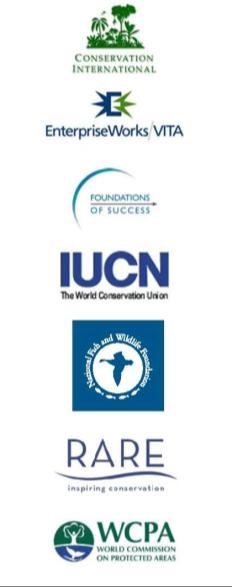 CONSERVATION
INTERNATIONAL
EnterpriseWorks/VITA
FOUNDATIONS
OF SUCCESS
IUCN
The World Conservation Union
National Fish and Wildlife Foundation
RARE
inspiring conservation
WCPA
WORLD COMMISSION
ON PROTECTED AREAS